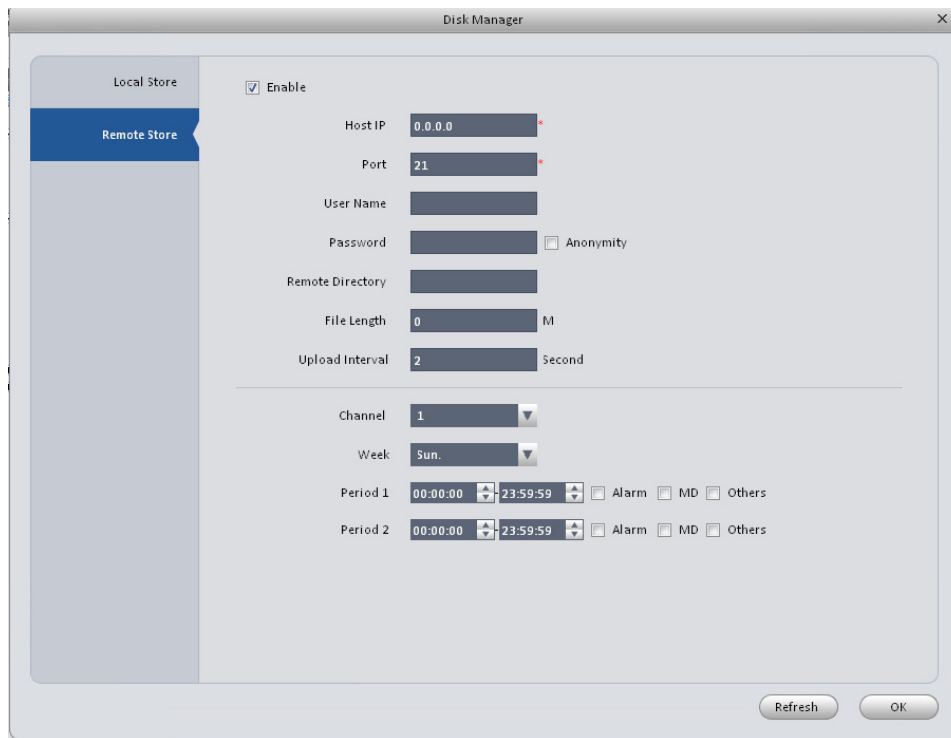 Disk Manager
Local Store
Remote Store
Enable
Host IP 0.0.0.0 *
Port 21 *
User Name
Password Anonymity
Remote Directory
File Length 0 M
Upload Interval 2 Second
Channel 1
Week Sun.
Period 1 00:00:00 - 23:59:59 Alarm MD Others
Period 2 00:00:00 - 23:59:59 Alarm MD Others
Refresh OK